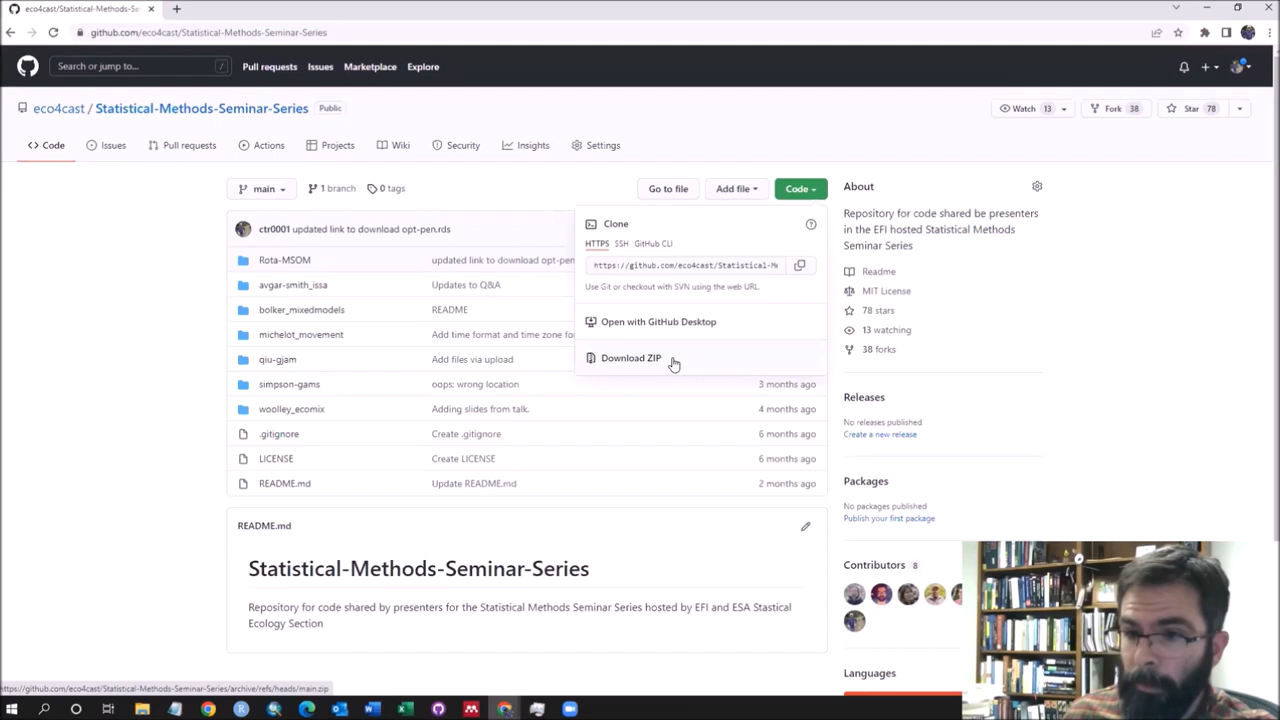 eco4cast/Statistical-Methods-Se
github.com/eco4cast/Statistical-Methods-Seminar-Series
Search or jump to... /
Pull requests Issues Marketplace Explore
eco4cast / Statistical-Methods-Seminar-Series Public
Watch 13 Fork 38 Star 78
<> Code Issues Pull requests Actions Projects Wiki Security Insights Settings
main 1 branch 0 tags Go to file Add file Code
ctr0001 updated link to download opt-pen.rds
Rota-MSOM updated link to download opt-pen
avgar-smith_issa Updates to Q&A
bolker_mixedmodels README
michelot_movement Add time format and time zone for
qiu-gjam Add files via upload
simpson-gams oops; wrong location 3 months ago
woolley_ecomix Adding slides from talk. 4 months ago
.gitignore Create .gitignore 6 months ago
LICENSE Create LICENSE 6 months ago
README.md Update README.md 2 months ago
Clone
HTTPS SSH GitHub CLI
https://github.com/eco4cast/Statistical-Me
Use Git or checkout with SVN using the web URL.
Open with GitHub Desktop
Download ZIP
About
Repository for code shared be presenters
in the EFI hosted Statistical Methods
Seminar Series
Readme
MIT License
78 stars
13 watching
38 forks
Releases
No releases published
Create a new release
Packages
No packages published
Publish your first package
Contributors 8
Languages
README.md
Statistical-Methods-Seminar-Series
Repository for code shared by presenters for the Statistical Methods Seminar Series hosted by EFI and ESA Stastical
Ecology Section
https://github.com/eco4cast/Statistical-Methods-Seminar-Series/archive/refs/heads/main.zip